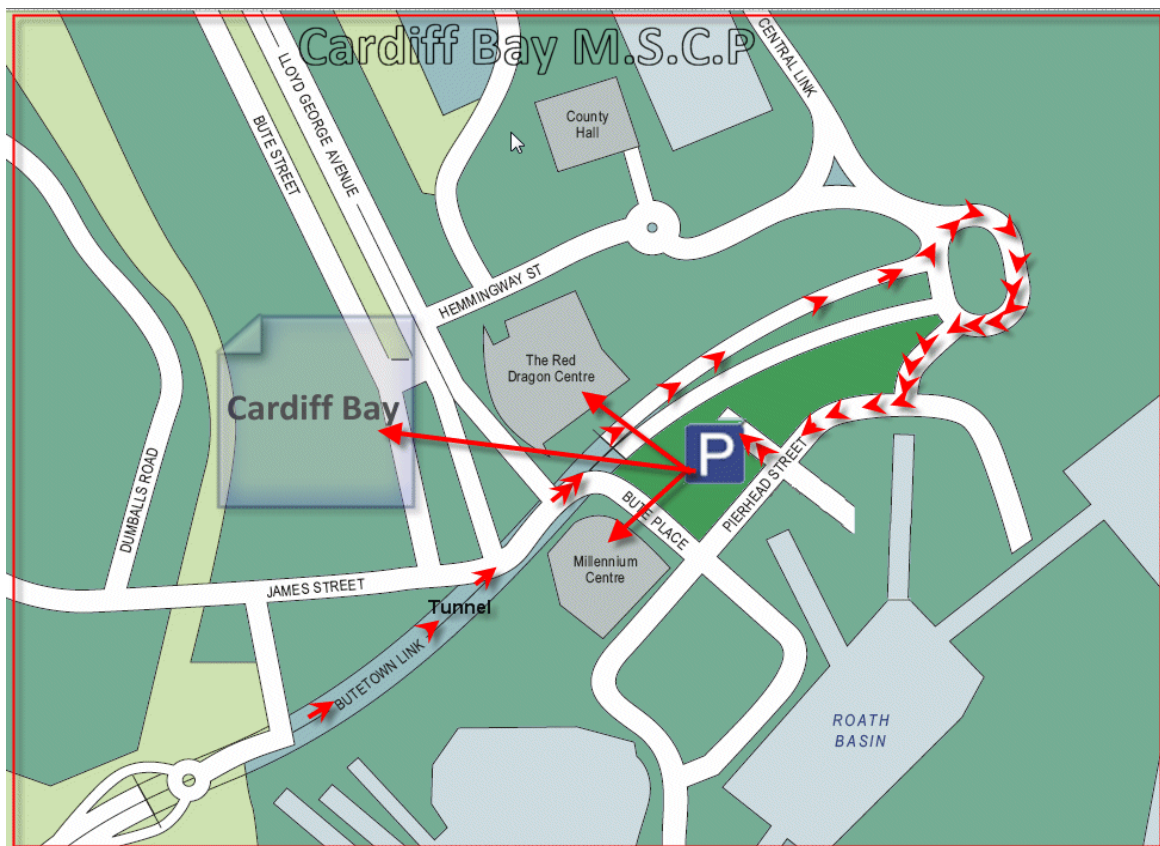 Cardiff Bay M.S.C.P
CENTRAL LINK
LLOYD GEORGE AVENUE
BUTE STREET
County
Hall
HEMMINGWAY ST
The Red
Dragon Centre
Cardiff Bay
P
DUMBALLS ROAD
BUTE PLACE
PIERHEAD STREET
Millennium
Centre
JAMES STREET
Tunnel
BUTETOWN LINK
ROATH
BASIN